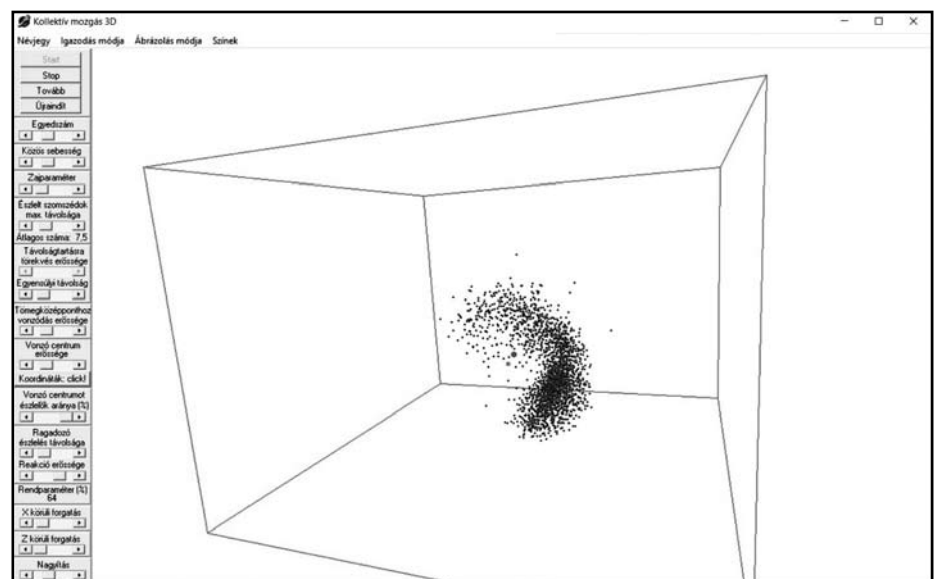 Kollektív mozgás 3D
Névjegy Igazodás módja Ábrázolás módja Színek
Start
Stop
Tovább
Újraindít
Egyedszám
Közös sebesség
Zajparaméter
Észlelt szomszédok
max. távolsága
Átlagos száma: 7,5
Távolságtartásra
törekvés erőssége
Egyensúlyi távolság
Tömegközépponthoz
vonzódás erőssége
Vonzó centrum
erőssége
Koordináták: click!
Vonzó centrumot
észlelők aránya (%)
Ragadozó
észlelés távolsága
Reakció erőssége
Rendparaméter (%)
64
X körüli forgatás
Z körüli forgatás
Nagyítás